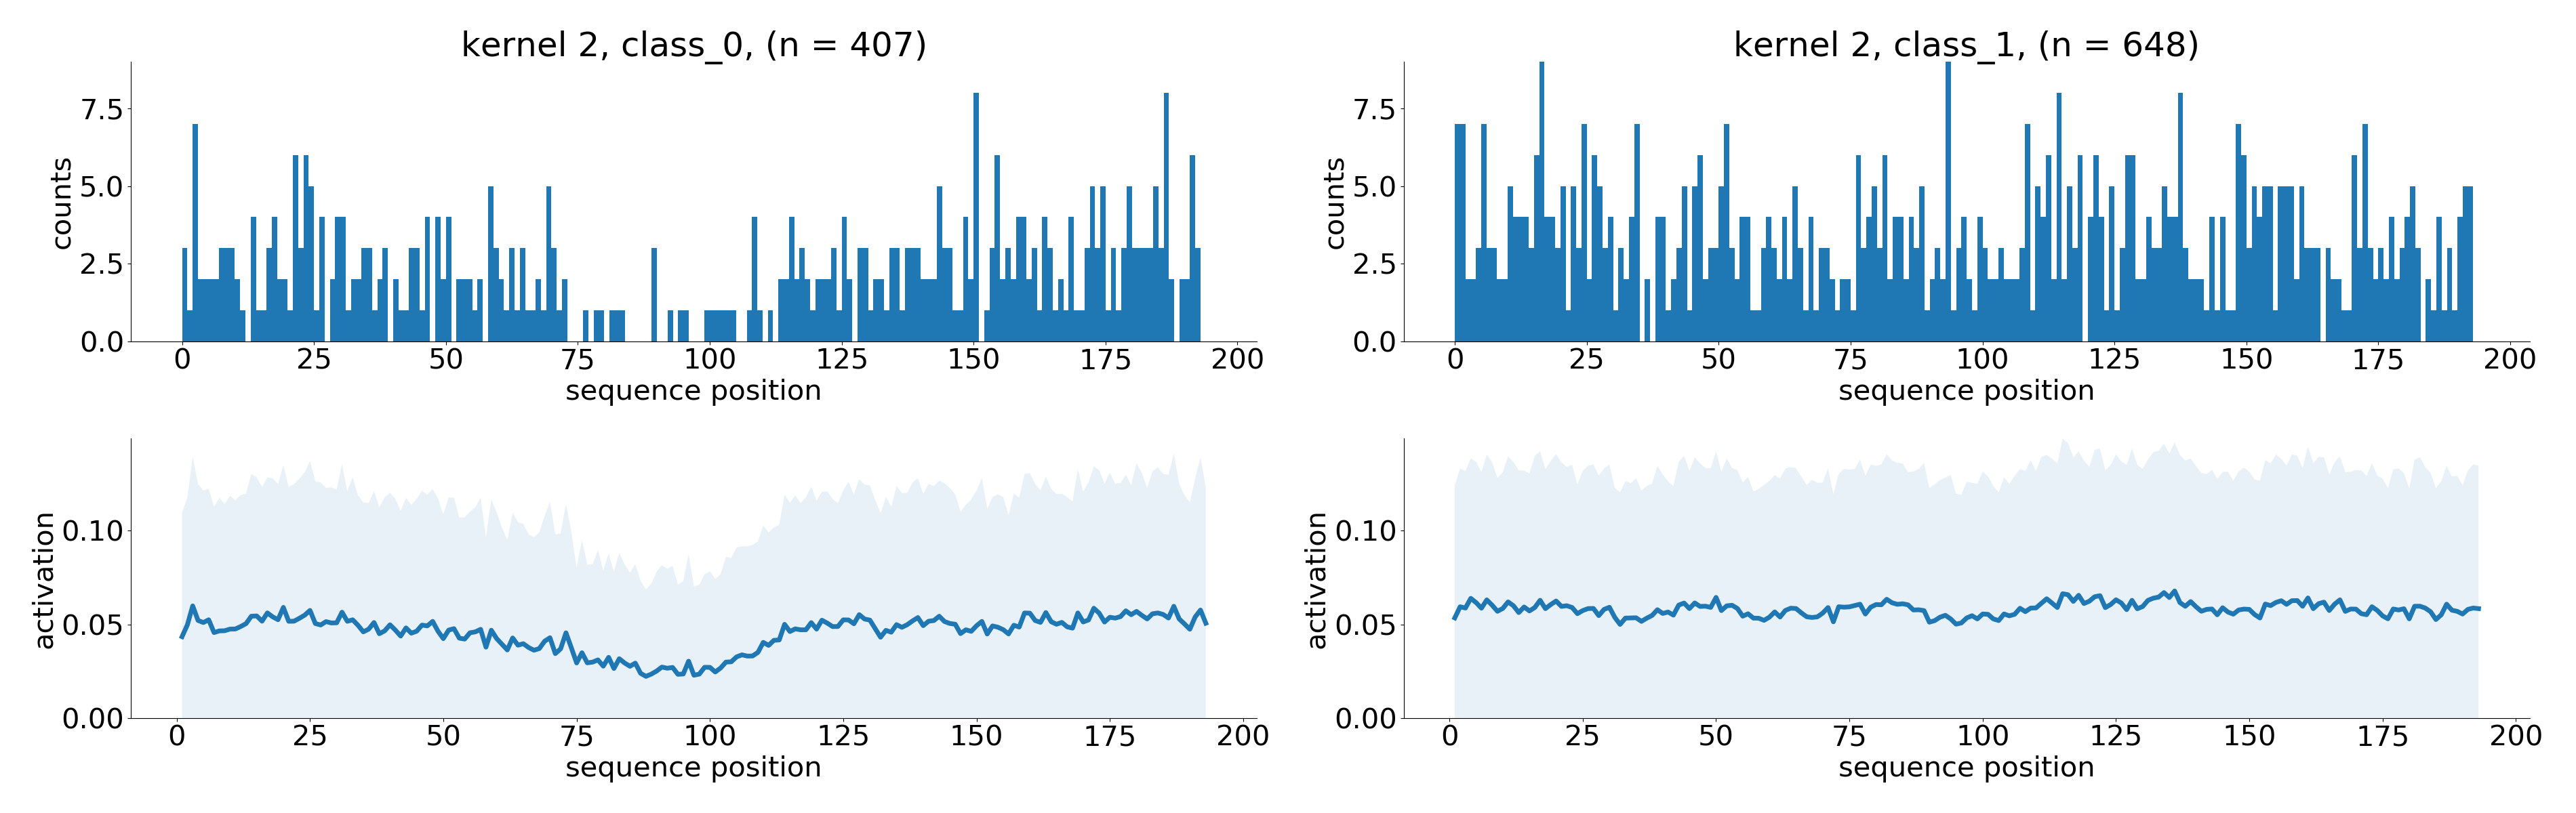 kernel 2, class_0, (n = 407)
counts
7.5
5.0
2.5
0.0
0 25 50 75 100 125 150 175 200
sequence position
activation
0.10
0.05
0.00
0 25 50 75 100 125 150 175 200
sequence position
kernel 2, class_1, (n = 648)
counts
7.5
5.0
2.5
0.0
0 25 50 75 100 125 150 175 200
sequence position
activation
0.10
0.05
0.00
0 25 50 75 100 125 150 175 200
sequence position